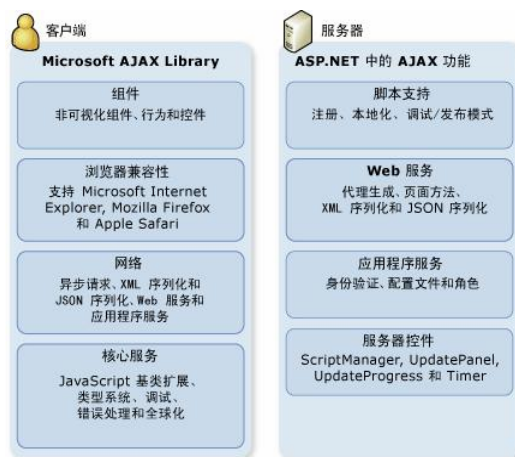 客户端
Microsoft AJAX Library
组件
非可视化组件、行为和控件
浏览器兼容性
支持 Microsoft Internet
Explorer, Mozilla Firefox
和 Apple Safari
网络
异步请求、XML 序列化和
JSON 序列化、Web 服务和
应用程序服务
核心服务
JavaScript 基类扩展、
类型系统、调试、
错误处理和全球化
服务器
ASP.NET 中的 AJAX 功能
脚本支持
注册、本地化、调试/发布模式
Web 服务
代理生成、页面方法、
XML 序列化和 JSON 序列化
应用程序服务
身份验证、配置文件和角色
服务器控件
ScriptManager, UpdatePanel,
UpdateProgress 和 Timer